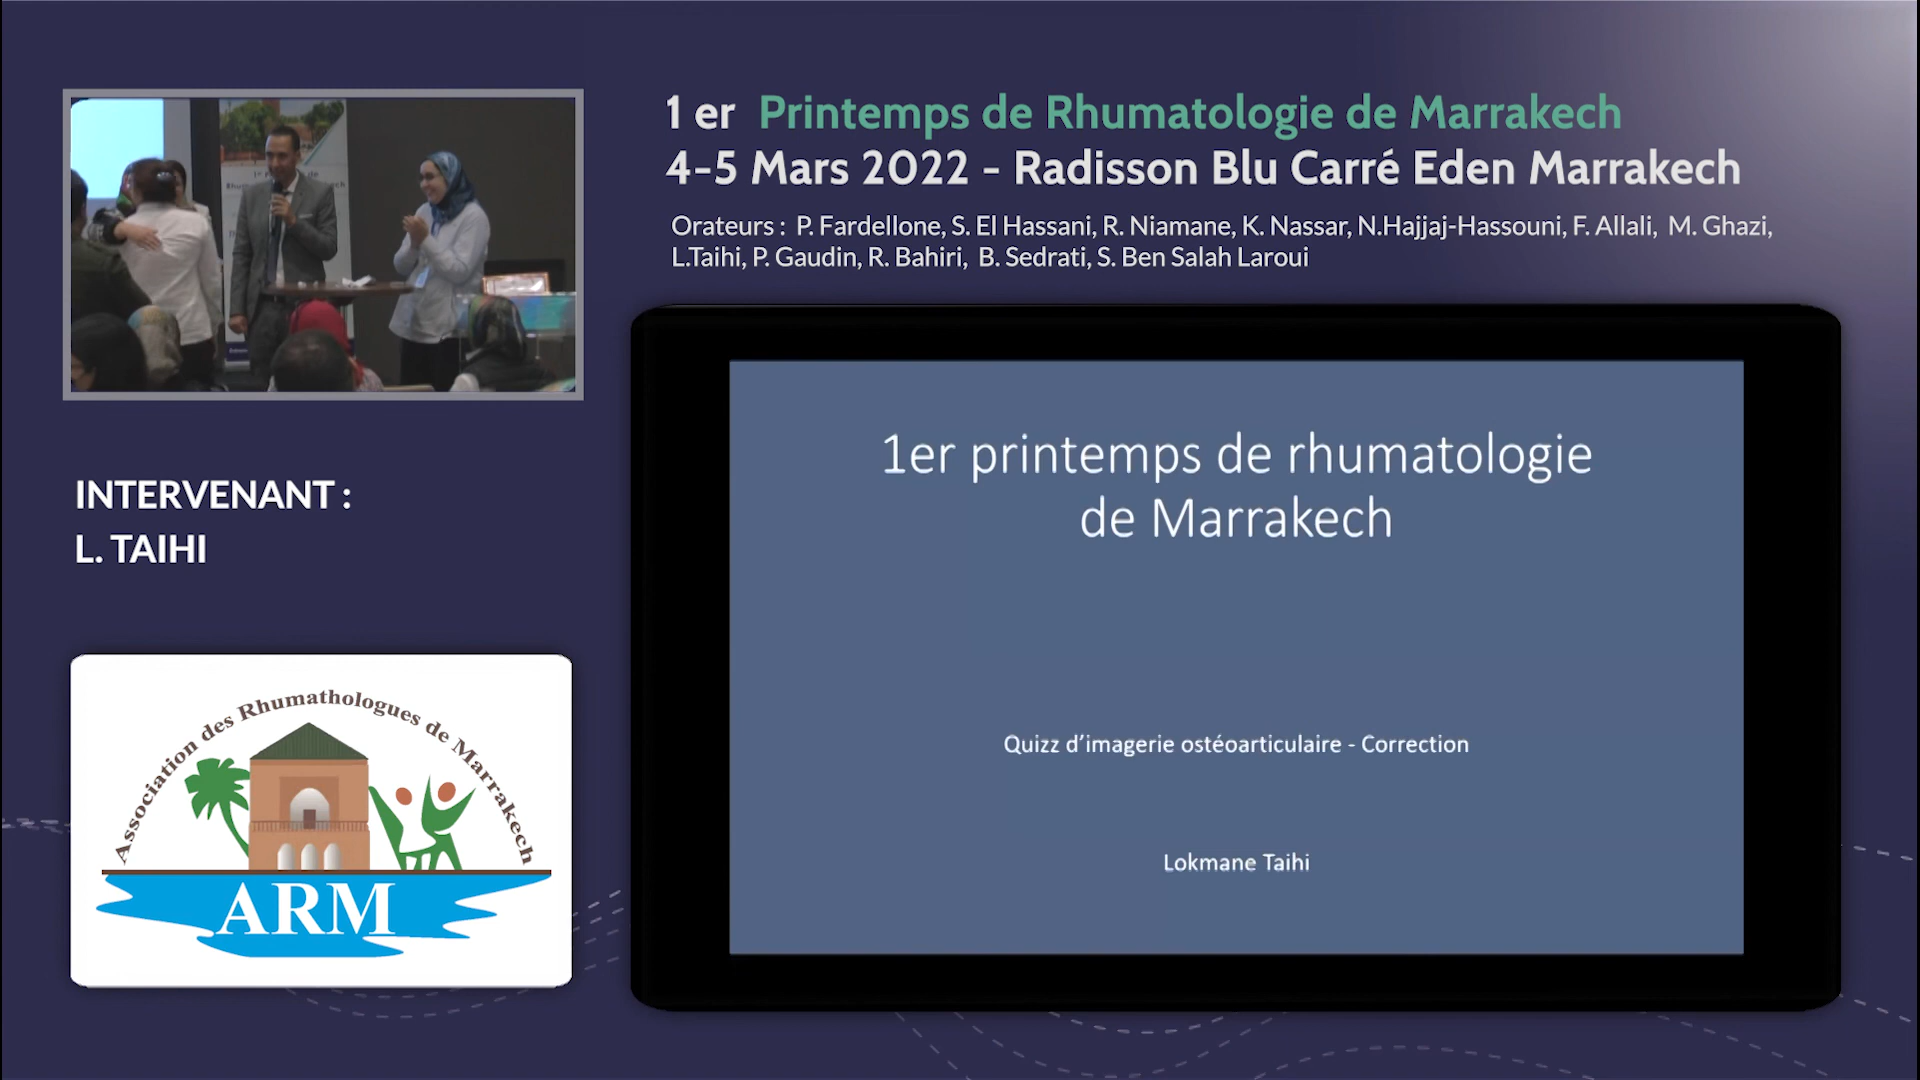 1 er Printemps de Rhumatologie de Marrakech
4-5 Mars 2022 - Radisson Blu Carré Eden Marrakech
Orateurs : P. Fardellone, S. El Hassani, R. Niamane, K. Nassar, N.Hajjaj-Hassouni, F. Allali, M. Ghazi,
L.Taihi, P. Gaudin, R. Bahiri, B. Sedrati, S. Ben Salah Laroui
INTERVENANT :
L. TAIHI
Association des Rhumathologues de Marrakech
ARM
1er printemps de rhumatologie
de Marrakech
Quizz d’imagerie ostéoarticulaire - Correction
Lokmane Taihi